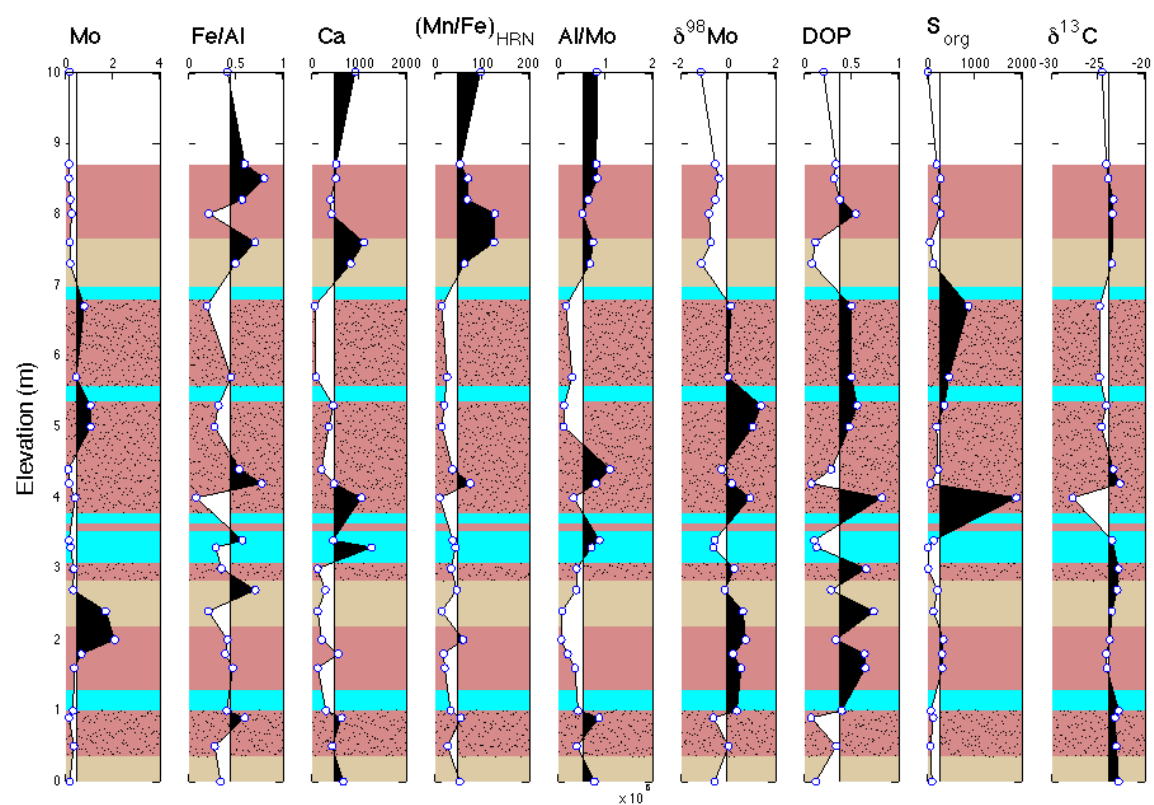 Mo Fe/Al Ca (Mn/Fe)HRN Al/Mo δ98Mo DOP Sorg δ13C
0 2 4 0 0.5 1 0 1000 2000 0 50 100 150 200 0 1 2 -2 0 2 0 0.5 1 0 1000 2000 -30 -25 -20
10
9
8
7
6
5
4
3
2
1
0
Elevation (m)
x 10^5